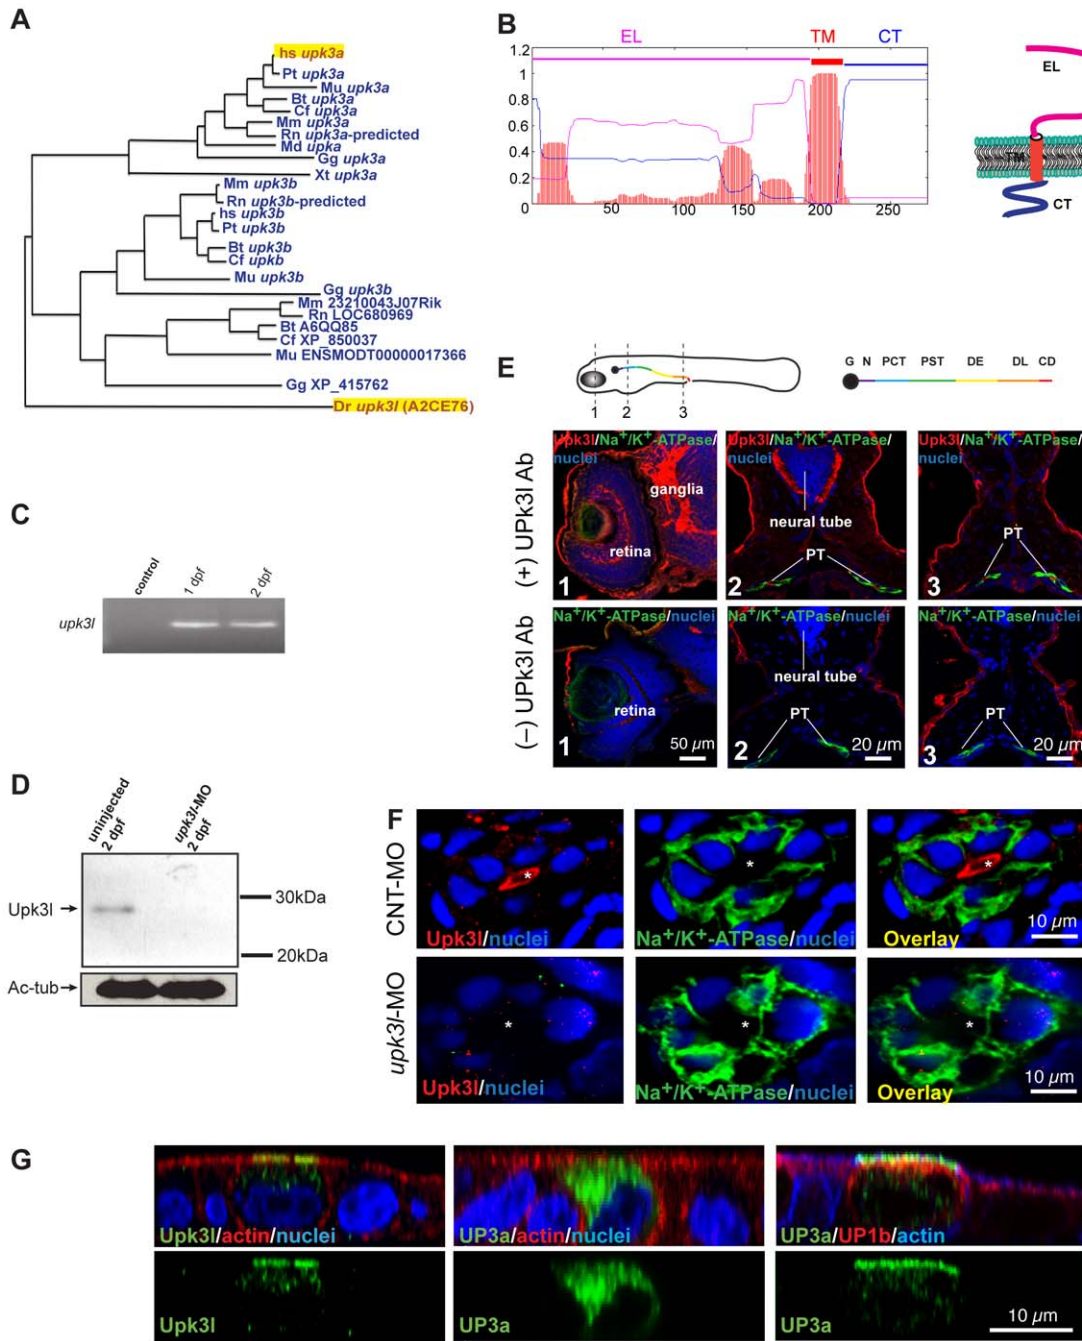 A
hs upk3a
Pt upk3a
Mu upk3a
Bt upk3a
Cf upk3a
Mm upk3a
Rn upk3a-predicted
Md upka
Gg upk3a
Xt upk3a
Mm upk3b
Rn upk3b-predicted
hs upk3b
Pt upk3b
Bt upk3b
Cf upkb
Mu upk3b
Gg upk3b
Mm 23210043J07Rik
Rn LOC680969
Bt A6QQ85
Cf XP_850037
Mu ENSMODT00000017366
Gg XP_415762
Dr upk3l (A2CE76)
B
EL TM CT
1.2
1
0.8
0.6
0.4
0.2
0 50 100 150 200 250
EL
TM
CT
C
control
1 dpf
2 dpf
upk3l
D
uninjected
2 dpf
upk3l-MO
2 dpf
Upk3l
30kDa
20kDa
Ac-tub
E
1 2 3
G N PCT PST DE DL CD
(+) UPk3l Ab
Upk3l/Na+/K+-ATPase/
nuclei
ganglia
retina
1
Upk3l/Na+/K+-ATPase/
nuclei
neural tube
PT
2
Upk3l/Na+/K+-ATPase/
nuclei
PT
3
(–) UPk3l Ab
Na+/K+-ATPase/nuclei
retina
1
50 µm
Na+/K+-ATPase/nuclei
neural tube
PT
2
20 µm
Na+/K+-ATPase/nuclei
PT
3
20 µm
F
CNT-MO
*
Upk3l/nuclei
*
Na+/K+-ATPase/nuclei
*
Overlay
10 µm
upk3l-MO
*
Upk3l/nuclei
*
Na+/K+-ATPase/nuclei
*
Overlay
10 µm
G
Upk3l/actin/nuclei
UP3a/actin/nuclei
UP3a/UP1b/actin
Upk3l
UP3a
UP3a
10 µm